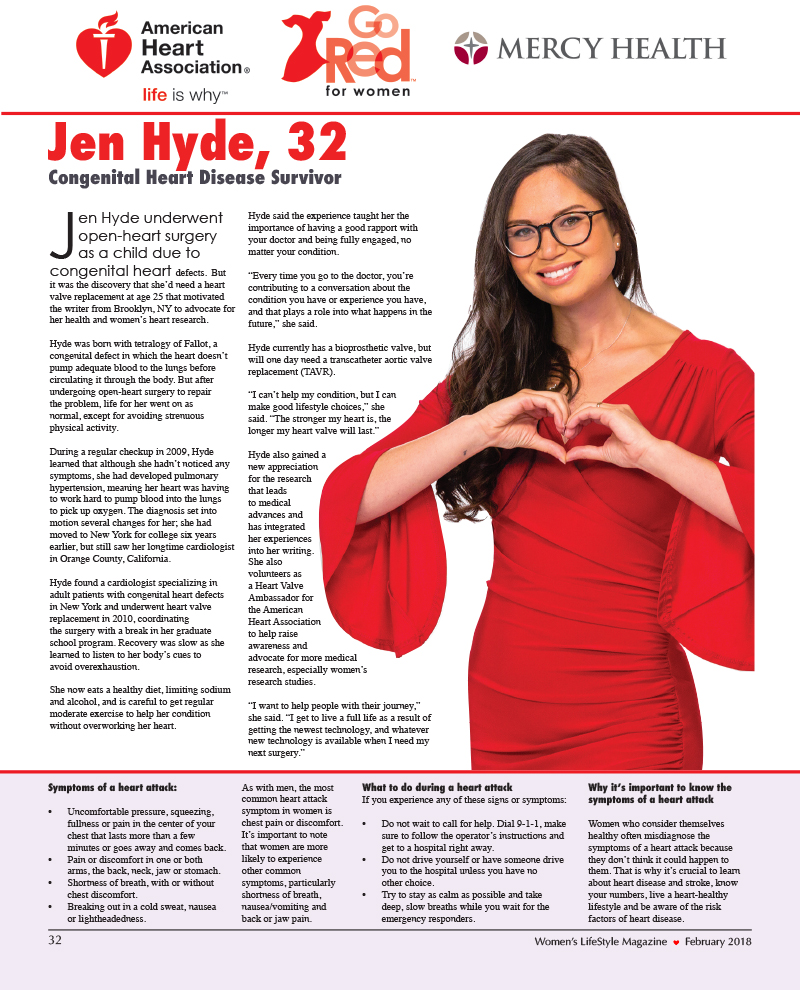 American
Heart
Association®
life is why™
Go
Red
for women
MERCY HEALTH
Jen Hyde, 32
Congenital Heart Disease Survivor
Jen Hyde underwent
open-heart surgery
as a child due to
congenital heart defects. But
it was the discovery that she’d need a heart
valve replacement at age 25 that motivated
the writer from Brooklyn, NY to advocate for
her health and women’s heart research.
Hyde was born with tetralogy of Fallot, a
congenital defect in which the heart doesn’t
pump adequate blood to the lungs before
circulating it through the body. But after
undergoing open-heart surgery to repair
the problem, life for her went on as
normal, except for avoiding strenuous
physical activity.
During a regular checkup in 2009, Hyde
learned that although she hadn’t noticed any
symptoms, she had developed pulmonary
hypertension, meaning her heart was having
to work hard to pump blood into the lungs
to pick up oxygen. The diagnosis set into
motion several changes for her; she had
moved to New York for college six years
earlier, but still saw her longtime cardiologist
in Orange County, California.
Hyde found a cardiologist specializing in
adult patients with congenital heart defects
in New York and underwent heart valve
replacement in 2010, coordinating
the surgery with a break in her graduate
school program. Recovery was slow as she
learned to listen to her body’s cues to
avoid overexhaustion.
She now eats a healthy diet, limiting sodium
and alcohol, and is careful to get regular
moderate exercise to help her condition
without overworking her heart.
Hyde said the experience taught her the
importance of having a good rapport with
your doctor and being fully engaged, no
matter your condition.
“Every time you go to the doctor, you’re
contributing to a conversation about the
condition you have or experience you have,
and that plays a role into what happens in the
future,” she said.
Hyde currently has a bioprosthetic valve, but
will one day need a transcatheter aortic valve
replacement (TAVR).
“I can’t help my condition, but I can
make good lifestyle choices,” she
said. “The stronger my heart is, the
longer my heart valve will last.”
Hyde also gained a
new appreciation
for the research
that leads
to medical
advances and
has integrated
her experiences
into her writing.
She also
volunteers as
a Heart Valve
Ambassador for
the American
Heart Association
to help raise
awareness and
advocate for more medical
research, especially women’s
research studies.
“I want to help people with their journey,”
she said. “I get to live a full life as a result of
getting the newest technology, and whatever
new technology is available when I need my
next surgery.”
Symptoms of a heart attack:
• Uncomfortable pressure, squeezing,
fullness or pain in the center of your
chest that lasts more than a few
minutes or goes away and comes back.
• Pain or discomfort in one or both
arms, the back, neck, jaw or stomach.
• Shortness of breath, with or without
chest discomfort.
• Breaking out in a cold sweat, nausea
or lightheadedness.
As with men, the most
common heart attack
symptom in women is
chest pain or discomfort.
It’s important to note
that women are more
likely to experience
other common
symptoms, particularly
shortness of breath,
nausea/vomiting and
back or jaw pain.
What to do during a heart attack
If you experience any of these signs or symptoms:
• Do not wait to call for help. Dial 9-1-1, make
sure to follow the operator’s instructions and
get to a hospital right away.
• Do not drive yourself or have someone drive
you to the hospital unless you have no
other choice.
• Try to stay as calm as possible and take
deep, slow breaths while you wait for the
emergency responders.
Why it’s important to know the
symptoms of a heart attack
Women who consider themselves
healthy often misdiagnose the
symptoms of a heart attack because
they don’t think it could happen to
them. That is why it’s crucial to learn
about heart disease and stroke, know
your numbers, live a heart-healthy
lifestyle and be aware of the risk
factors of heart disease.
32
Women’s LifeStyle Magazine ♥ February 2018